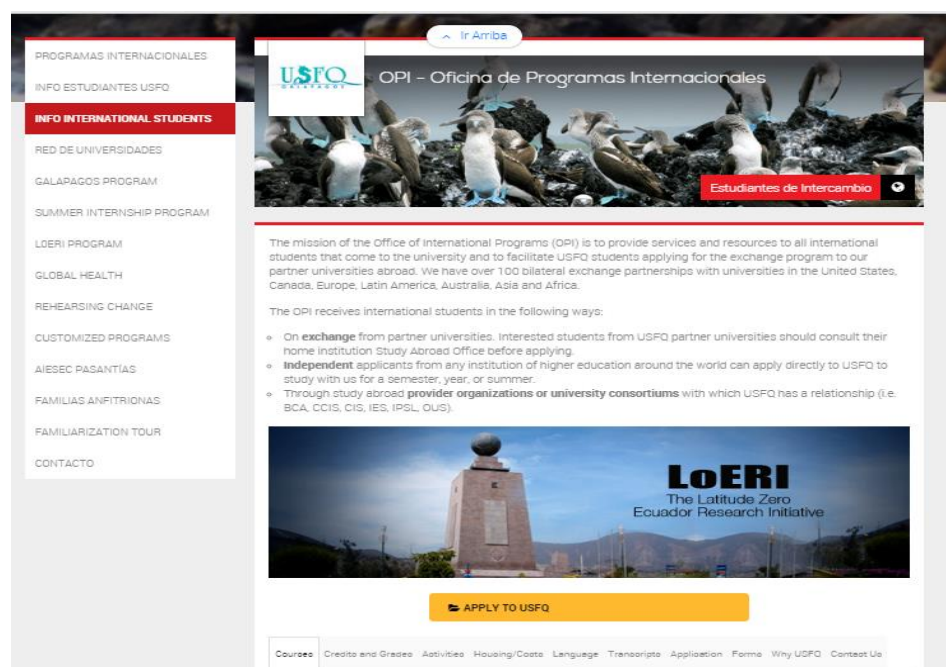 Ir Arriba
PROGRAMAS INTERNACIONALES
INFO ESTUDIANTES USFQ
INFO INTERNATIONAL STUDENTS
RED DE UNIVERSIDADES
GALAPAGOS PROGRAM
SUMMER INTERNSHIP PROGRAM
LØERI PROGRAM
GLOBAL HEALTH
REHEARSING CHANGE
CUSTOMIZED PROGRAMS
AIESEC PASANTÍAS
FAMILIAS ANFITRIONAS
FAMILIARIZATION TOUR
CONTACTO
USFQ
GALAPAGOS
OPI - Oficina de Programas Internacionales
Estudiantes de Intercambio
The mission of the Office of International Programs (OPI) is to provide services and resources to all international
students that come to the university and to facilitate USFQ students applying for the exchange program to our
partner universities abroad. We have over 100 bilateral exchange partnerships with universities in the United States,
Canada, Europe, Latin America, Australia, Asia and Africa.
The OPI receives international students in the following ways:
On exchange from partner universities. Interested students from USFQ partner universities should consult their
home institution Study Abroad Office before applying.
Independent applicants from any institution of higher education around the world can apply directly to USFQ to
study with us for a semester, year, or summer.
Through study abroad provider organizations or university consortiums with which USFQ has a relationship (i.e.
BCA, CCIS, CIS, IES, IPSL, OUS).
LoERI
The Latitude Zero
Ecuador Research Initiative
APPLY TO USFQ
Courses Credits and Grades Activities Housing/Costs Language Transcripts Application Forms Why USFQ Contact Us